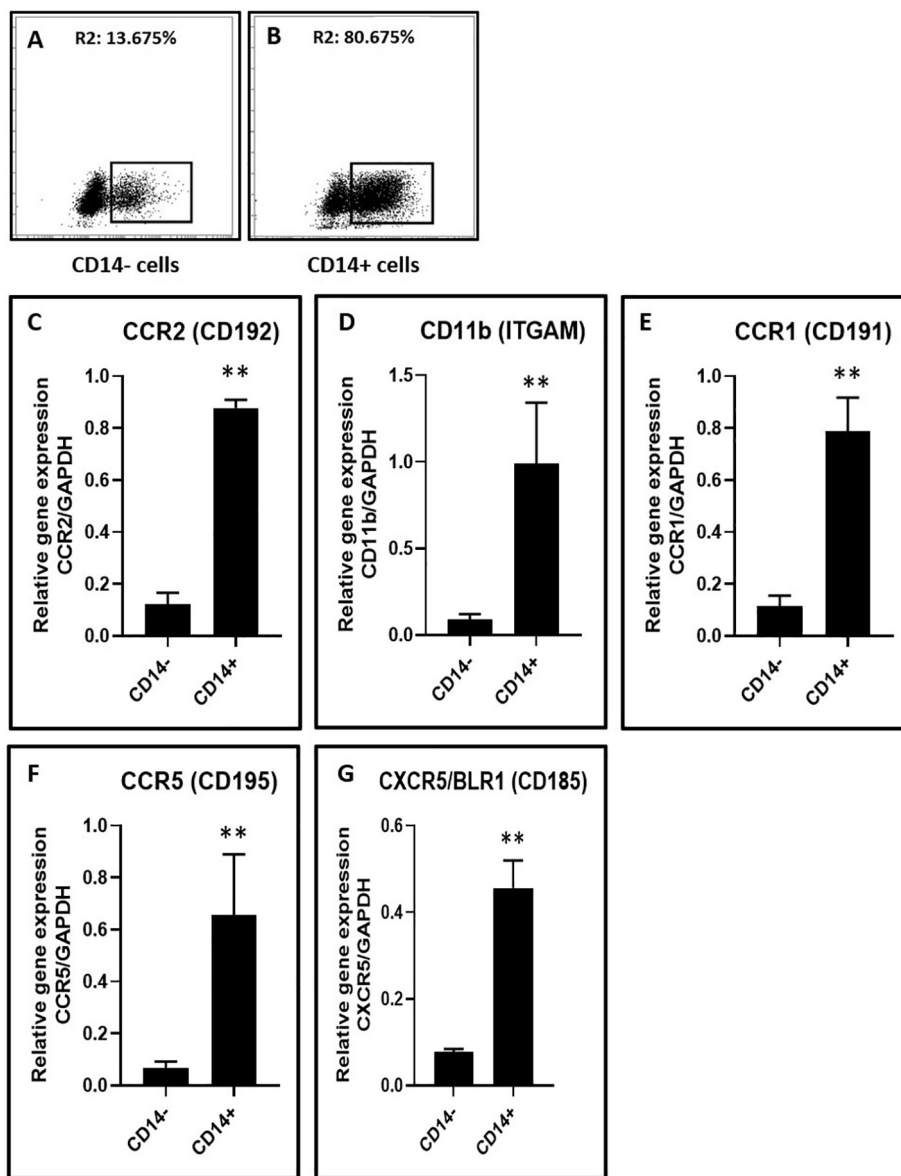 A
R2: 13.675%
B
R2: 80.675%
CD14- cells
CD14+ cells
C
CCR2 (CD192)
Relative gene expression
CCR2/GAPDH
1.0
0.8
0.6
0.4
0.2
0.0
**
CD14-
CD14+
D
CD11b (ITGAM)
Relative gene expression
CD11b/GAPDH
1.5
1.0
0.5
0.0
**
CD14-
CD14+
E
CCR1 (CD191)
Relative gene expression
CCR1/GAPDH
1.0
0.8
0.6
0.4
0.2
0.0
**
CD14-
CD14+
F
CCR5 (CD195)
Relative gene expression
CCR5/GAPDH
1.0
0.8
0.6
0.4
0.2
0.0
**
CD14-
CD14+
G
CXCR5/BLR1 (CD185)
Relative gene expression
CXCR5/GAPDH
0.6
0.4
0.2
0.0
**
CD14-
CD14+